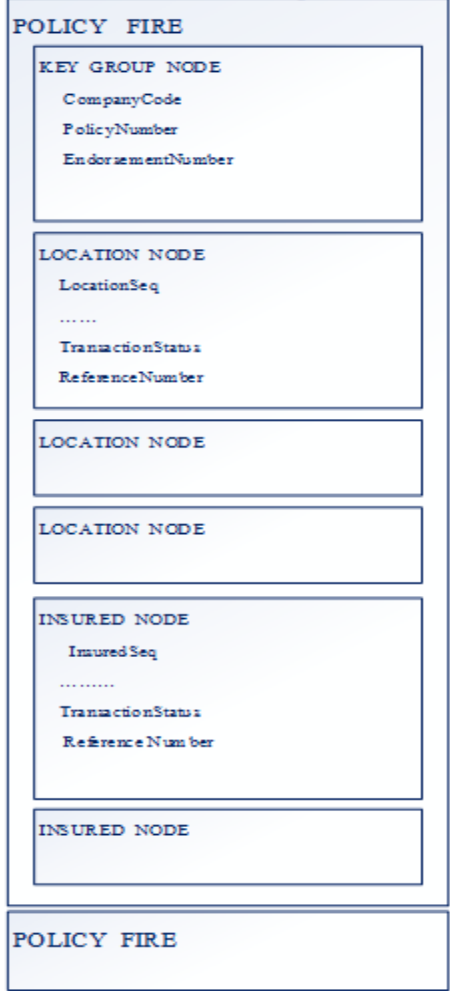 POLICY FIRE
KEY GROUP NODE
CompanyCode
PolicyNumber
EndorsementNumber
LOCATION NODE
LocationSeq
……
TransactionStatus
ReferenceNumber
LOCATION NODE
LOCATION NODE
INSURED NODE
InsuredSeq
………
TransactionStatus
Reference Number
INSURED NODE
POLICY FIRE